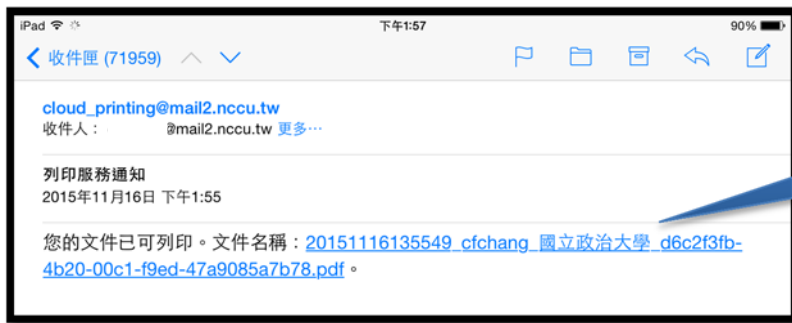 iPad 下午1:57 90%
收件匣 (71959)
cloud_printing@mail2.nccu.tw
收件人： @mail2.nccu.tw 更多…
列印服務通知
2015年11月16日 下午1:55
您的文件已可列印。文件名稱：20151116135549_cfchang_國立政治大學_d6c2f3fb-
4b20-00c1-f9ed-47a9085a7b78.pdf。